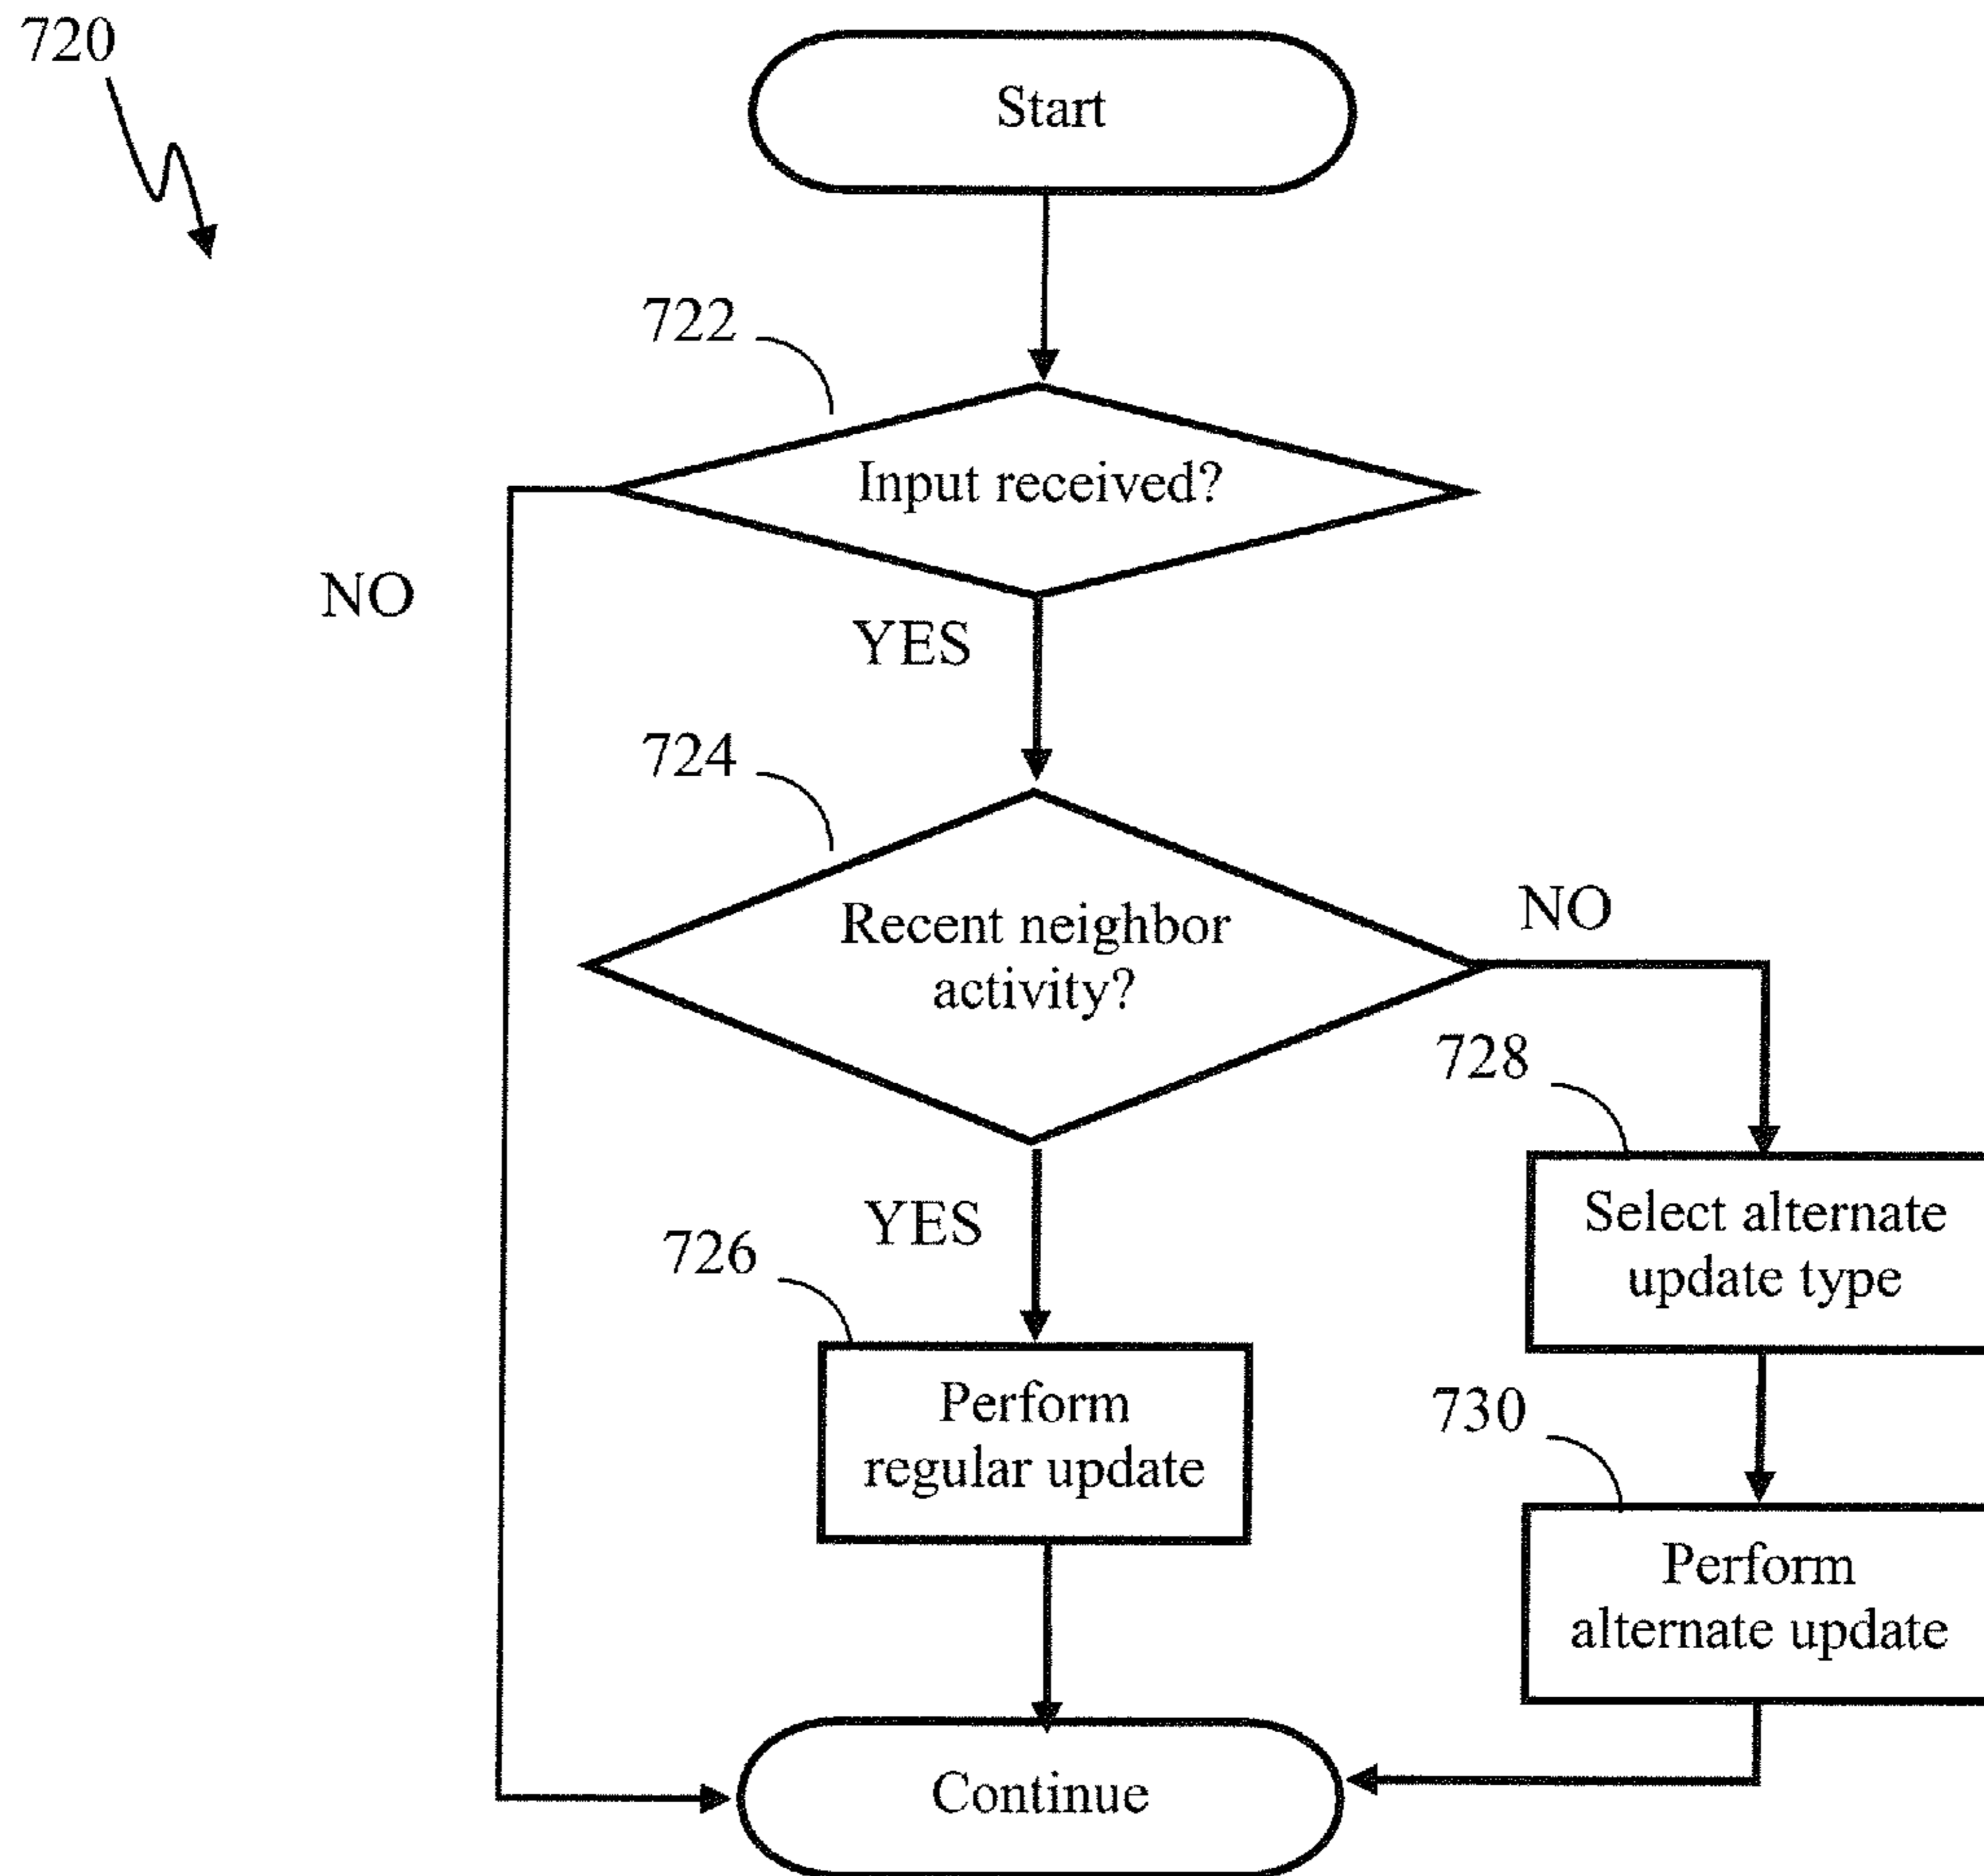 720
Start
722
Input received?
NO
YES
724
Recent neighbor
activity?
NO
728
YES
Select alternate
update type
726
Perform
regular update
730
Perform
alternate update
Continue